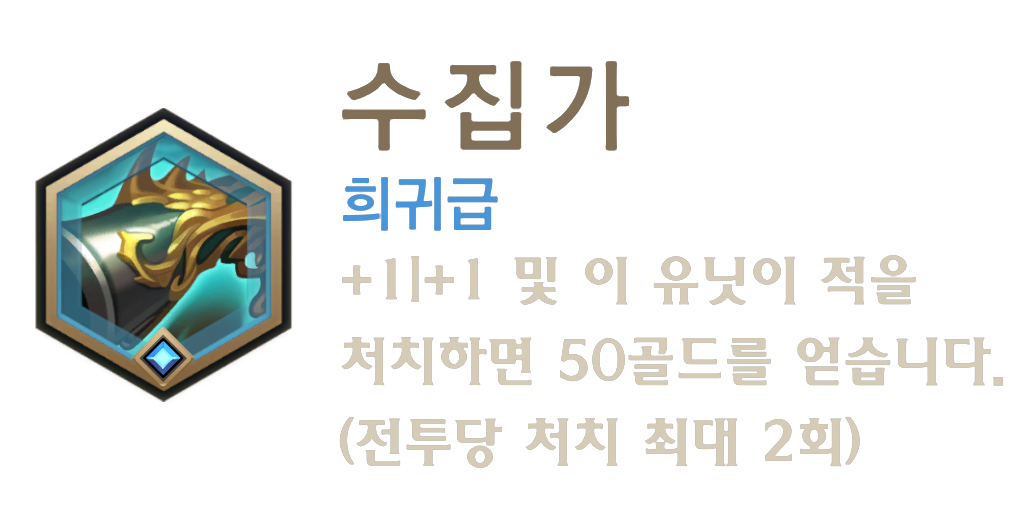 수집가
희귀급
+1|+1 및 이 유닛이 적을
처치하면 50골드를 얻습니다.
(전투당 처치 최대 2회)